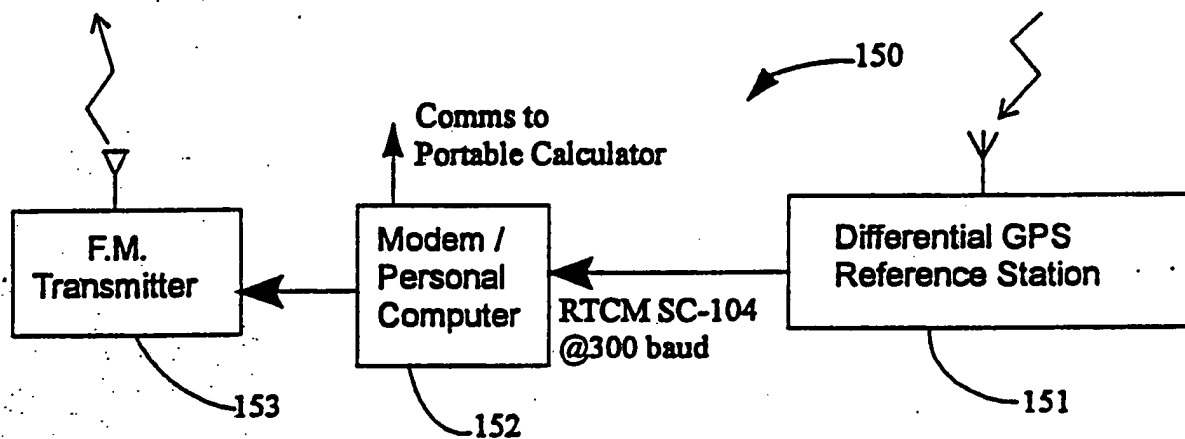 150
Comms to
Portable Calculator
F.M.
Transmitter
Modem /
Personal
Computer
RTCM SC-104
@300 baud
Differential GPS
Reference Station
153
152
151